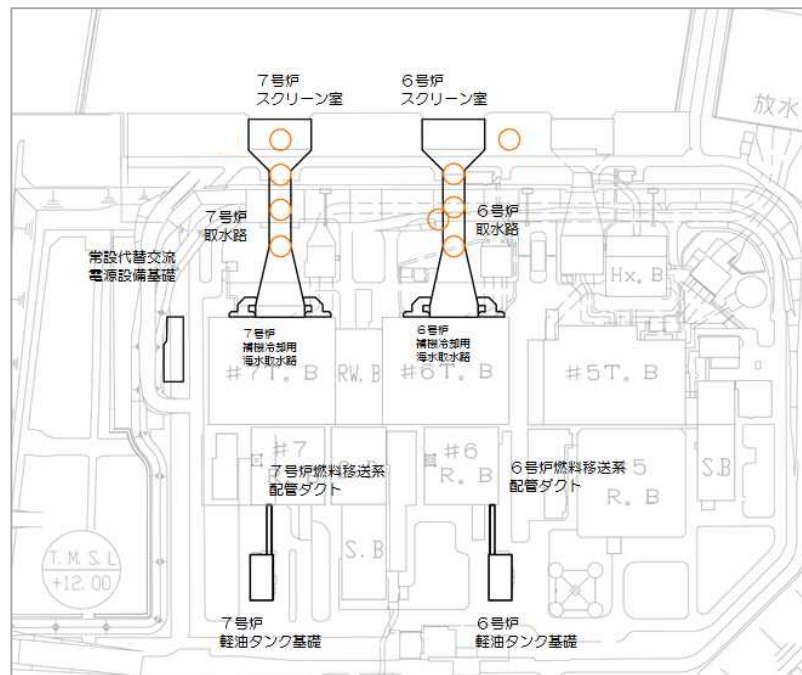 7号炉
スクリーン室
6号炉
スクリーン室
放水
7号炉
取水路
6号炉
取水路
常設代替交流
電源設備基礎
Hx. B
7号炉
補機冷却用
海水取水路
6号炉
補機冷却用
海水取水路
#7T. B
RW. B
#6T. B
#5T. B
#7
R. B
#6
R. B
5
R. B
S.B
7号炉燃料移送系
配管ダクト
6号炉燃料移送系
配管ダクト
S. B
T. M. S. L
+12. 00
7号炉
軽油タンク基礎
6号炉
軽油タンク基礎